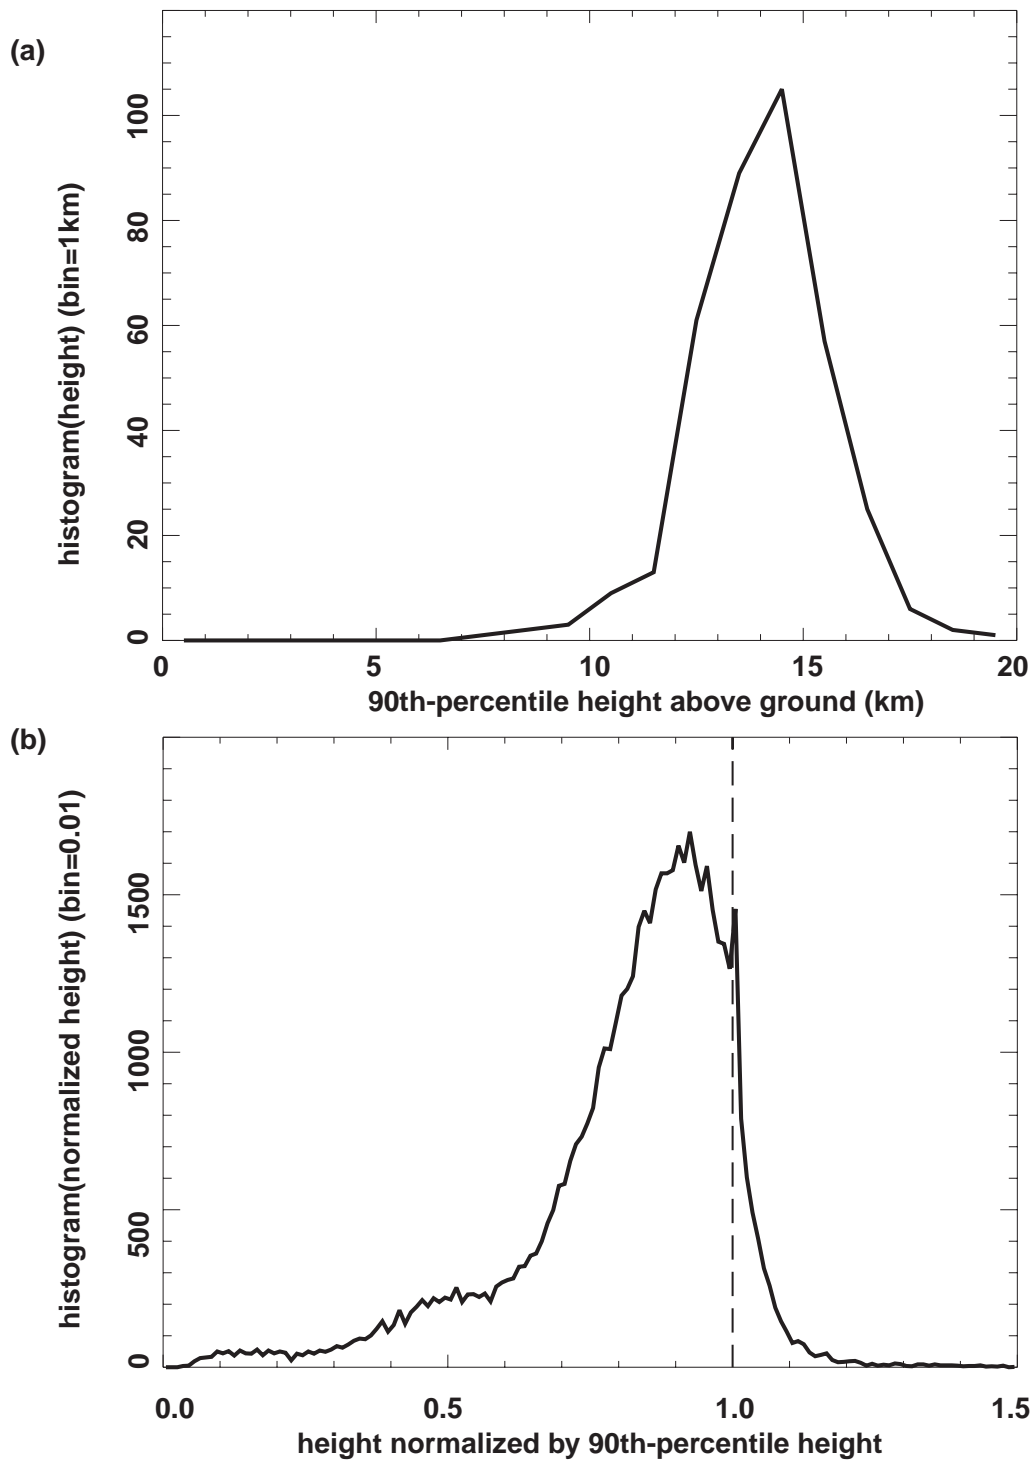 (a)
histogram(height) (bin=1km)
100
80
60
40
20
0
0 5 10 15 20
90th-percentile height above ground (km)
(b)
histogram(normalized height) (bin=0.01)
1500
1000
500
0
0.0 0.5 1.0 1.5
height normalized by 90th-percentile height